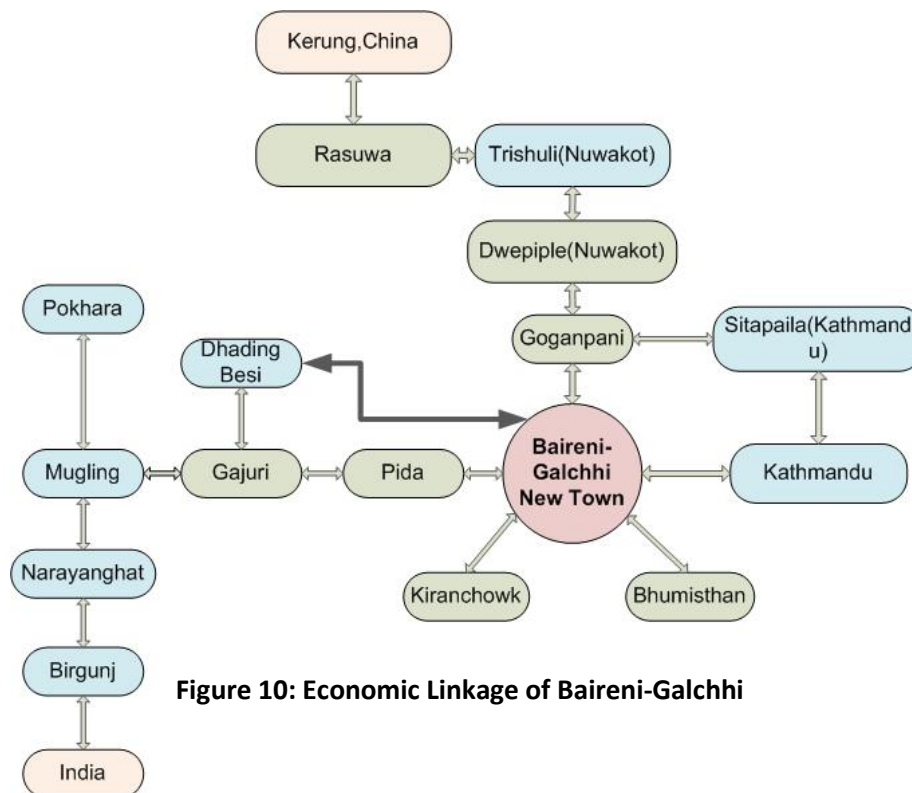 Kerung,China
Rasuwa
Trishuli(Nuwakot)
Dwepiple(Nuwakot)
Pokhara
Goganpani
Sitapaila(Kathmand
u)
Dhading
Besi
Baireni-
Galchhi
New Town
Mugling
Gajuri
Pida
Kathmandu
Narayanghat
Kiranchowk
Bhumisthan
Birgunj
Figure 10: Economic Linkage of Baireni-Galchhi
India